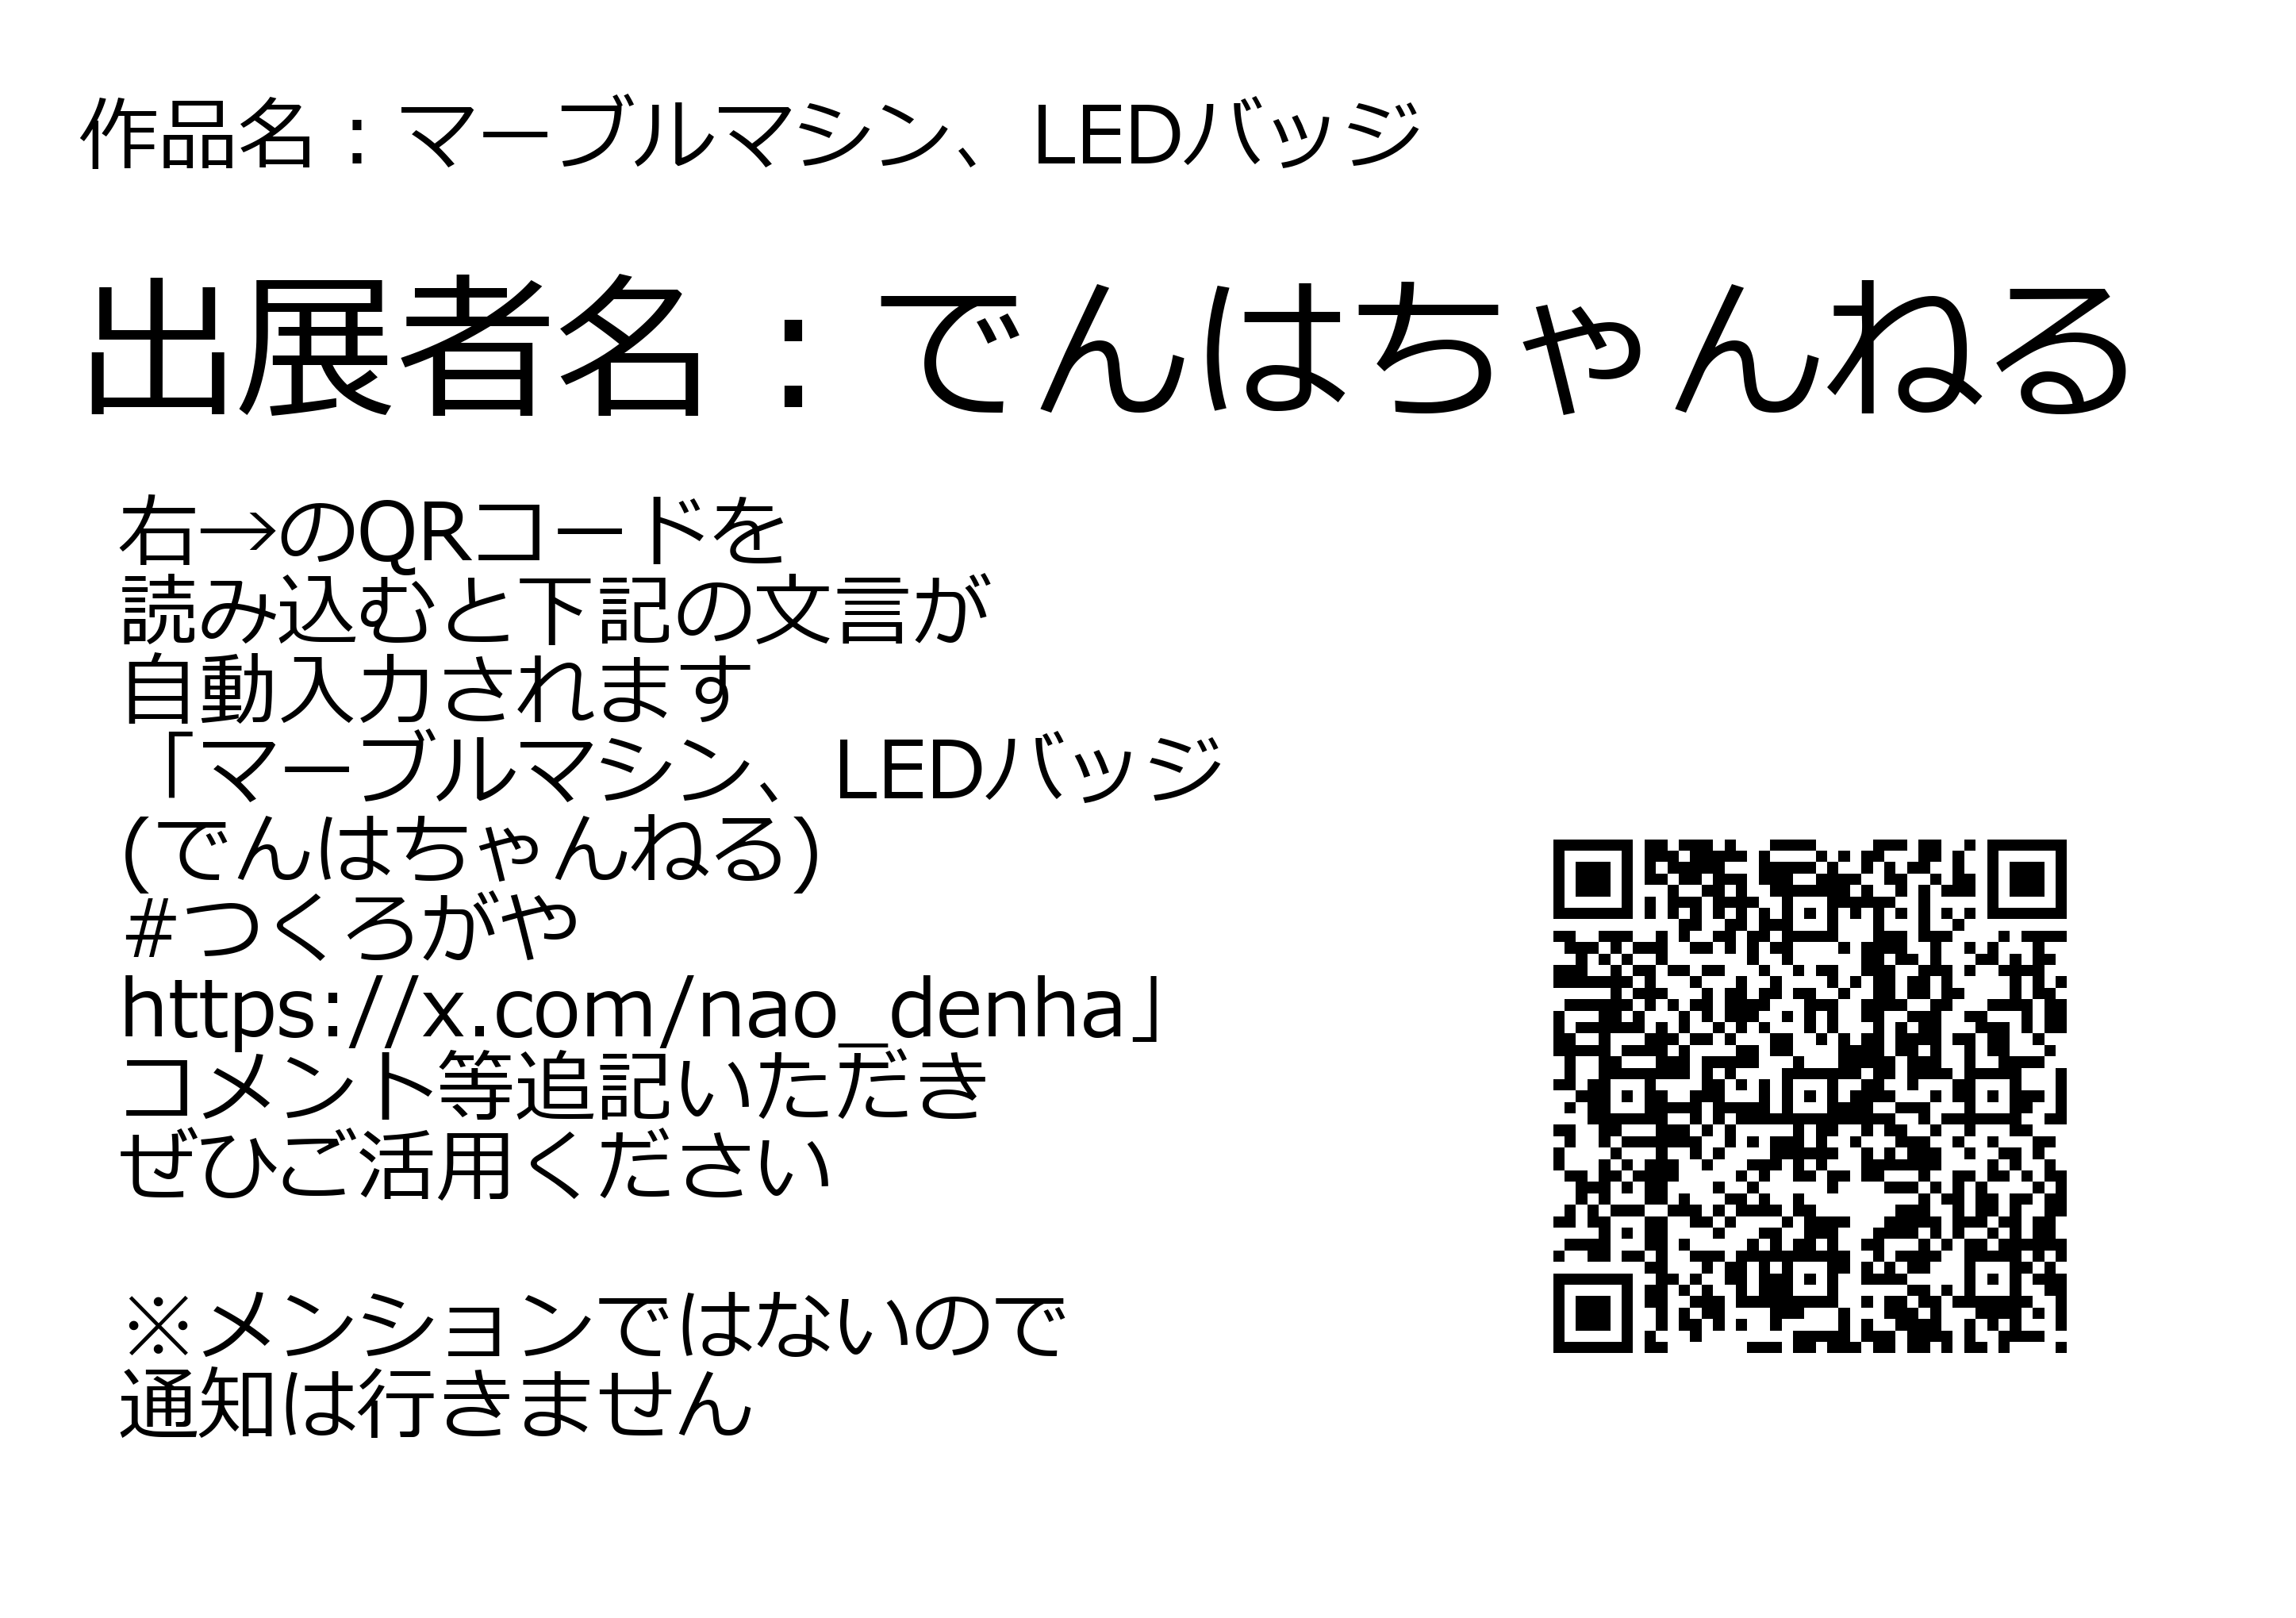 作品名：マーブルマシン、LEDバッジ
出展者名：でんはちゃんねる
右→のQRコードを
読み込むと下記の文言が
自動入力されます
「マーブルマシン、LEDバッジ
(でんはちゃんねる)
#つくろがや
https://x.com/nao_denha」
コメント等追記いただき
ぜひご活用ください
※メンションではないので
通知は行きません